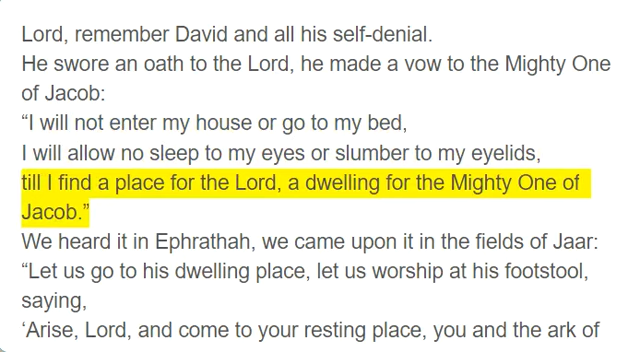 Lord, remember David and all his self-denial.
He swore an oath to the Lord, he made a vow to the Mighty One
of Jacob:
“I will not enter my house or go to my bed,
I will allow no sleep to my eyes or slumber to my eyelids,
till I find a place for the Lord, a dwelling for the Mighty One of
Jacob.”
We heard it in Ephrathah, we came upon it in the fields of Jaar:
“Let us go to his dwelling place, let us worship at his footstool,
saying,
‘Arise, Lord, and come to your resting place, you and the ark of